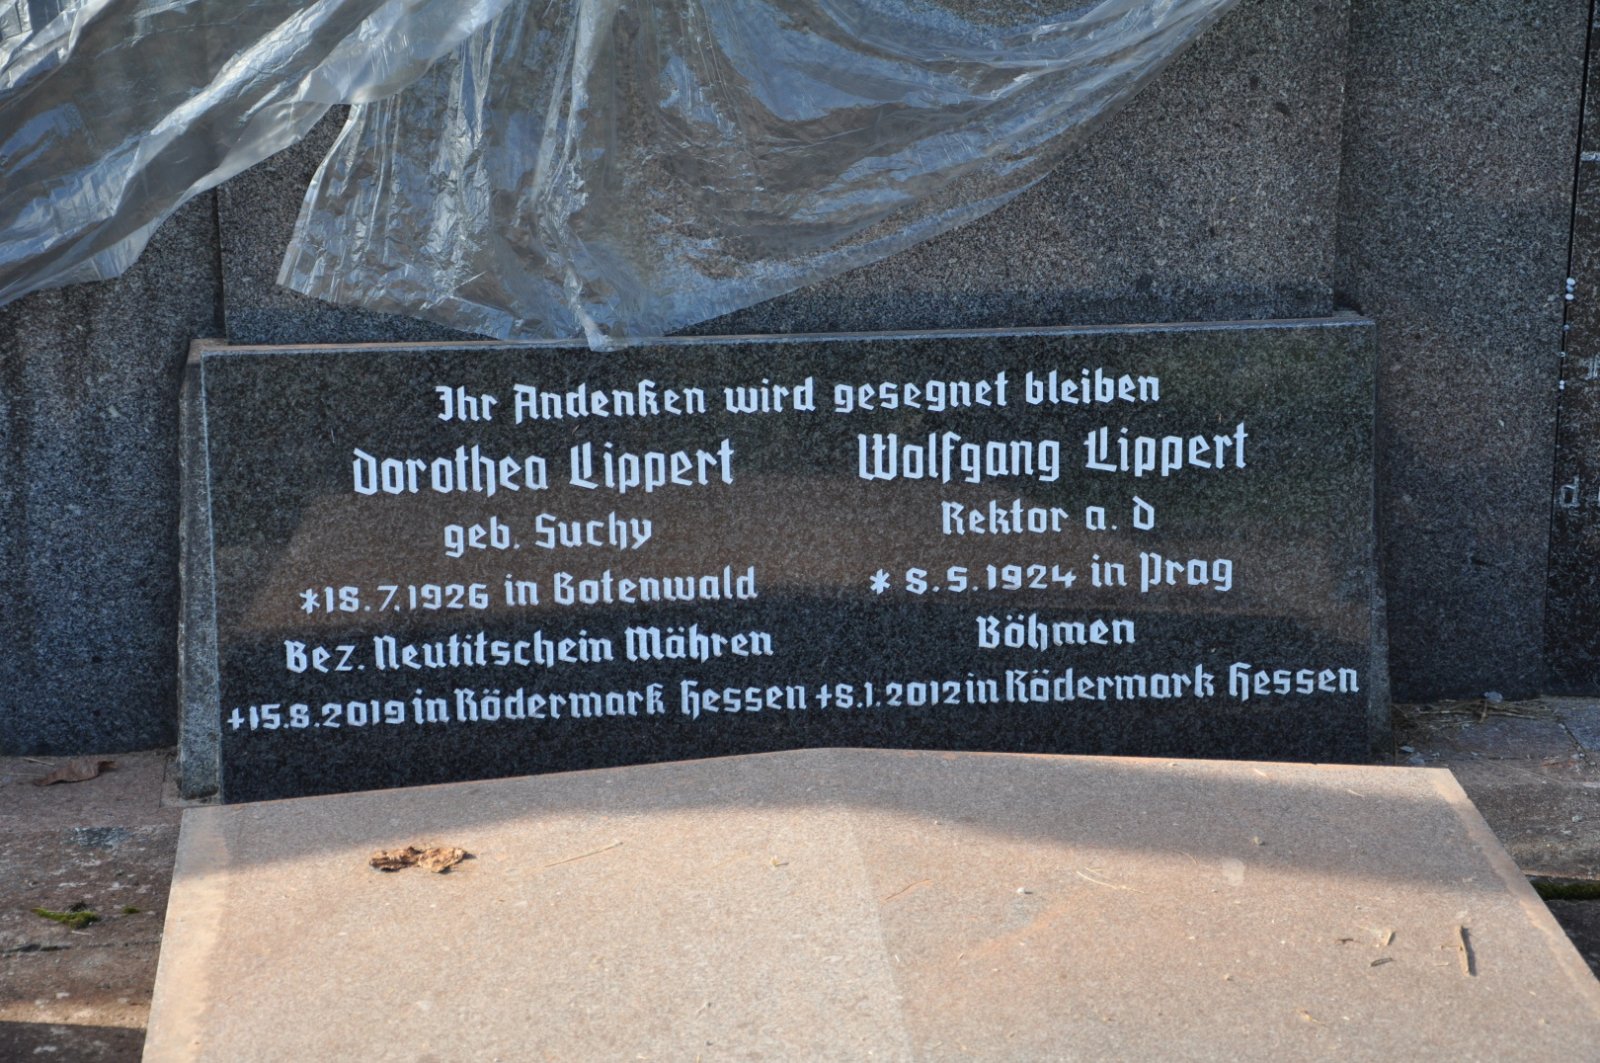 Ihr Andenken wird gesegnet bleiben
Dorothea Lippert
geb. Suchy
*18.7.1926 in Botenwald
Bez. Neutitschein Mähren
+15.8.2019 in Rödermark Hessen
Wolfgang Lippert
Rektor a. D
* 8.5.1924 in Prag
Böhmen
+8.1.2012 in Rödermark Hessen